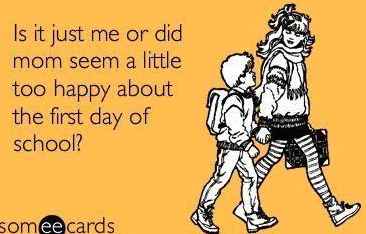 Is it just me or did
mom seem a little
too happy about
the first day of
school?
someecards